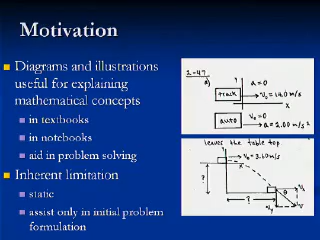 Motivation
Diagrams and illustrations
useful for explaining
mathematical concepts
in textbooks
in notebooks
aid in problem solving
Inherent limitation
static
assist only in initial problem
formulation
2-47
a)
y
a = 0
truck
v₀ = 14.0 m/s
x
auto
v₀ = 0
a = 2.00 m/s²
leaves the table top.
y
v₀ = 3.10 m/s
?
?
θ